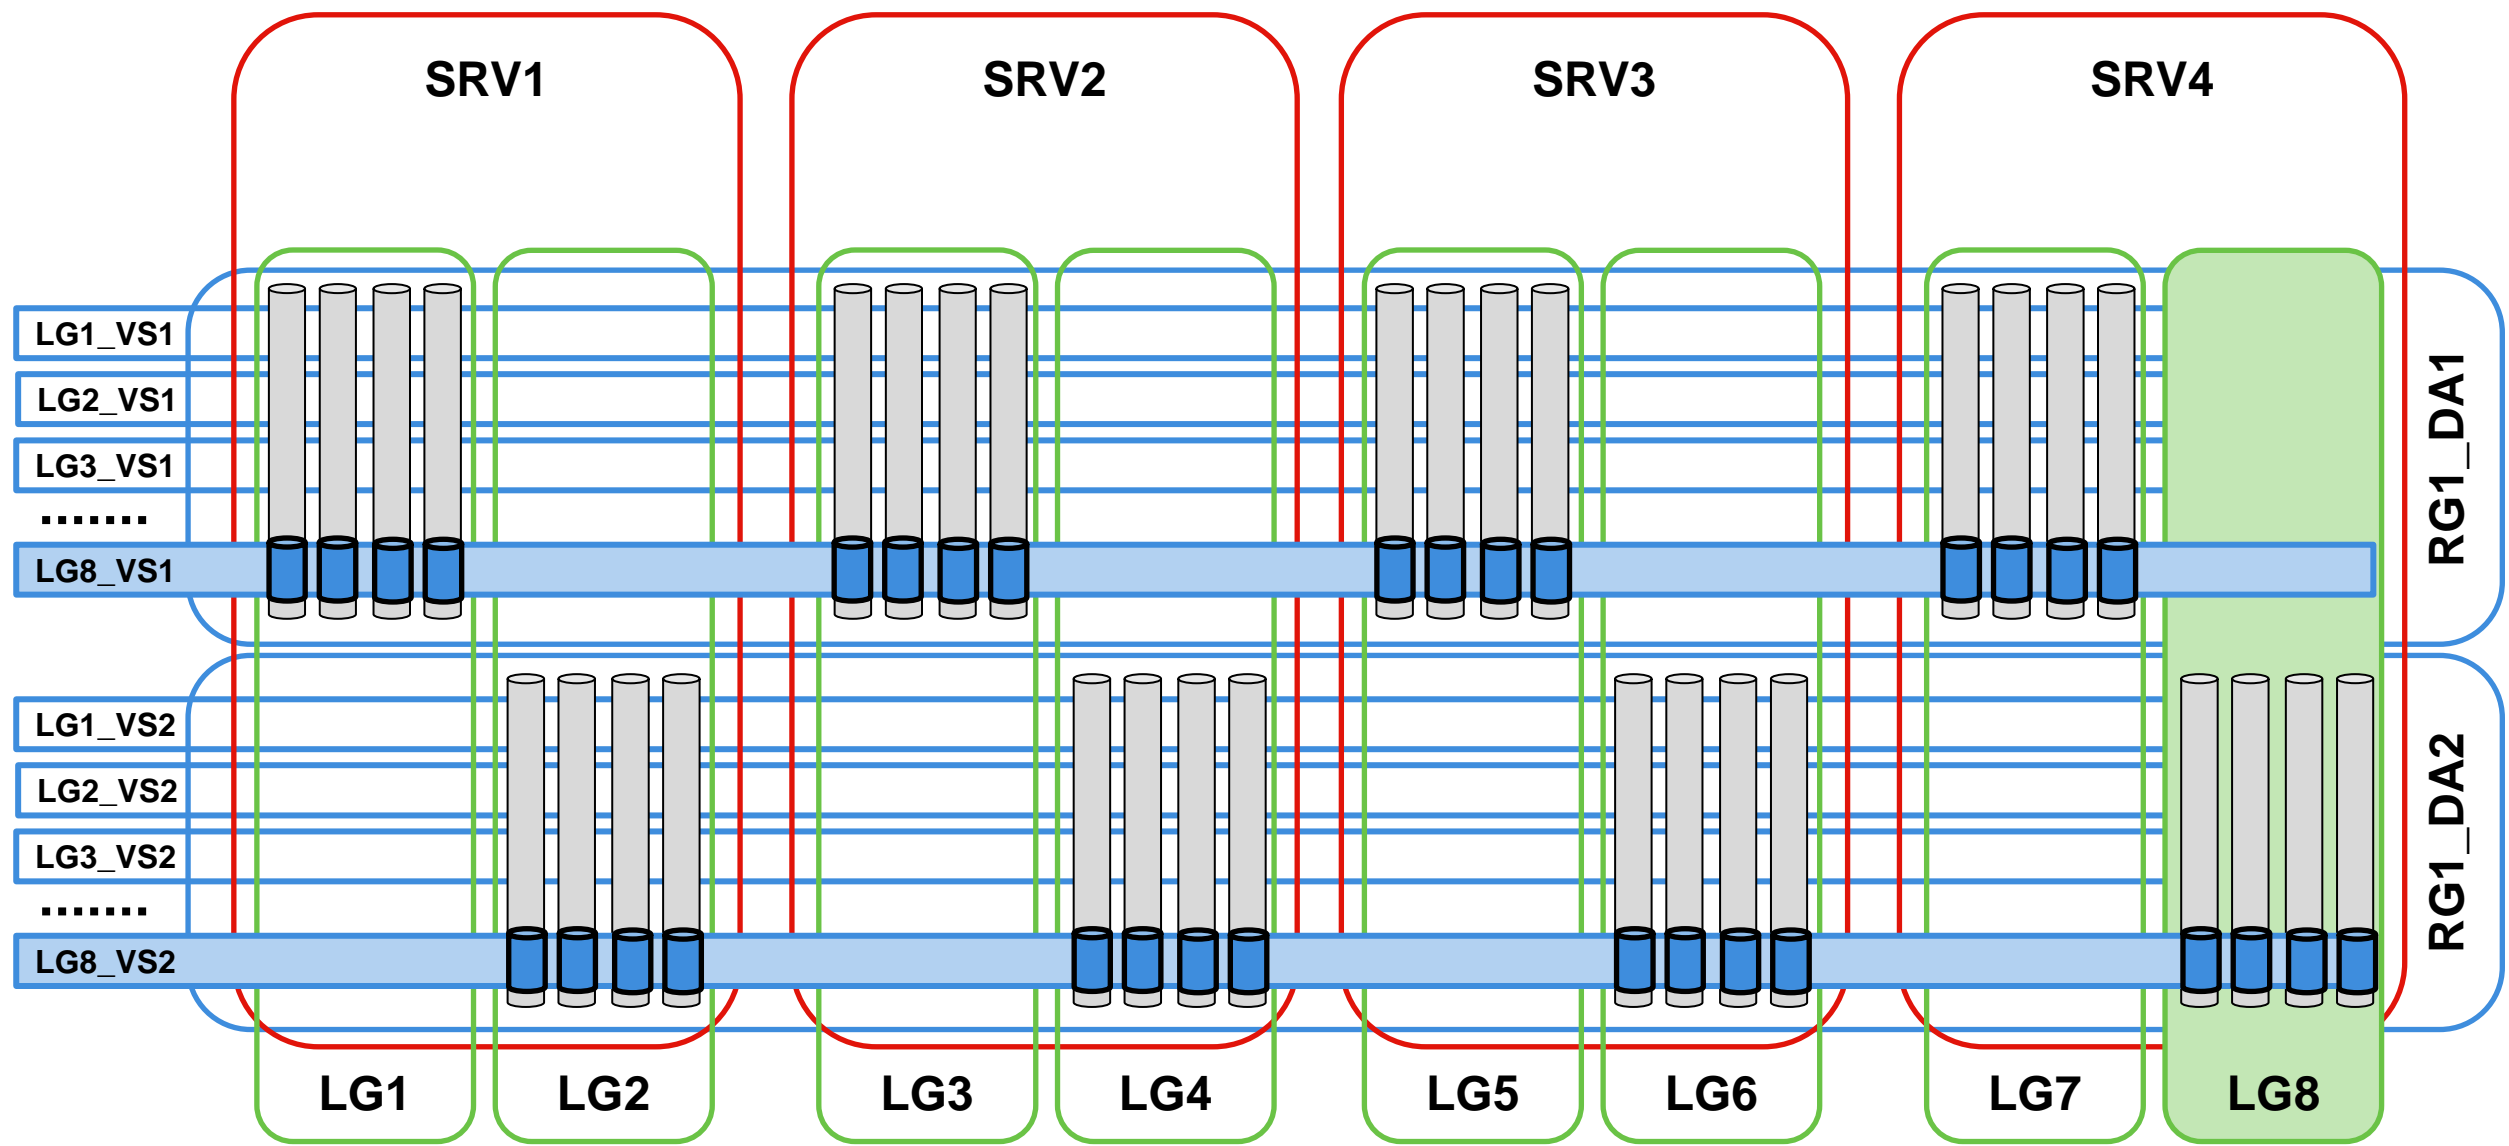 SRV1
SRV2
SRV3
SRV4
LG1_VS1
LG2_VS1
LG3_VS1
.......
LG8_VS1
RG1_DA1
LG1_VS2
LG2_VS2
LG3_VS2
.......
LG8_VS2
RG1_DA2
LG1
LG2
LG3
LG4
LG5
LG6
LG7
LG8